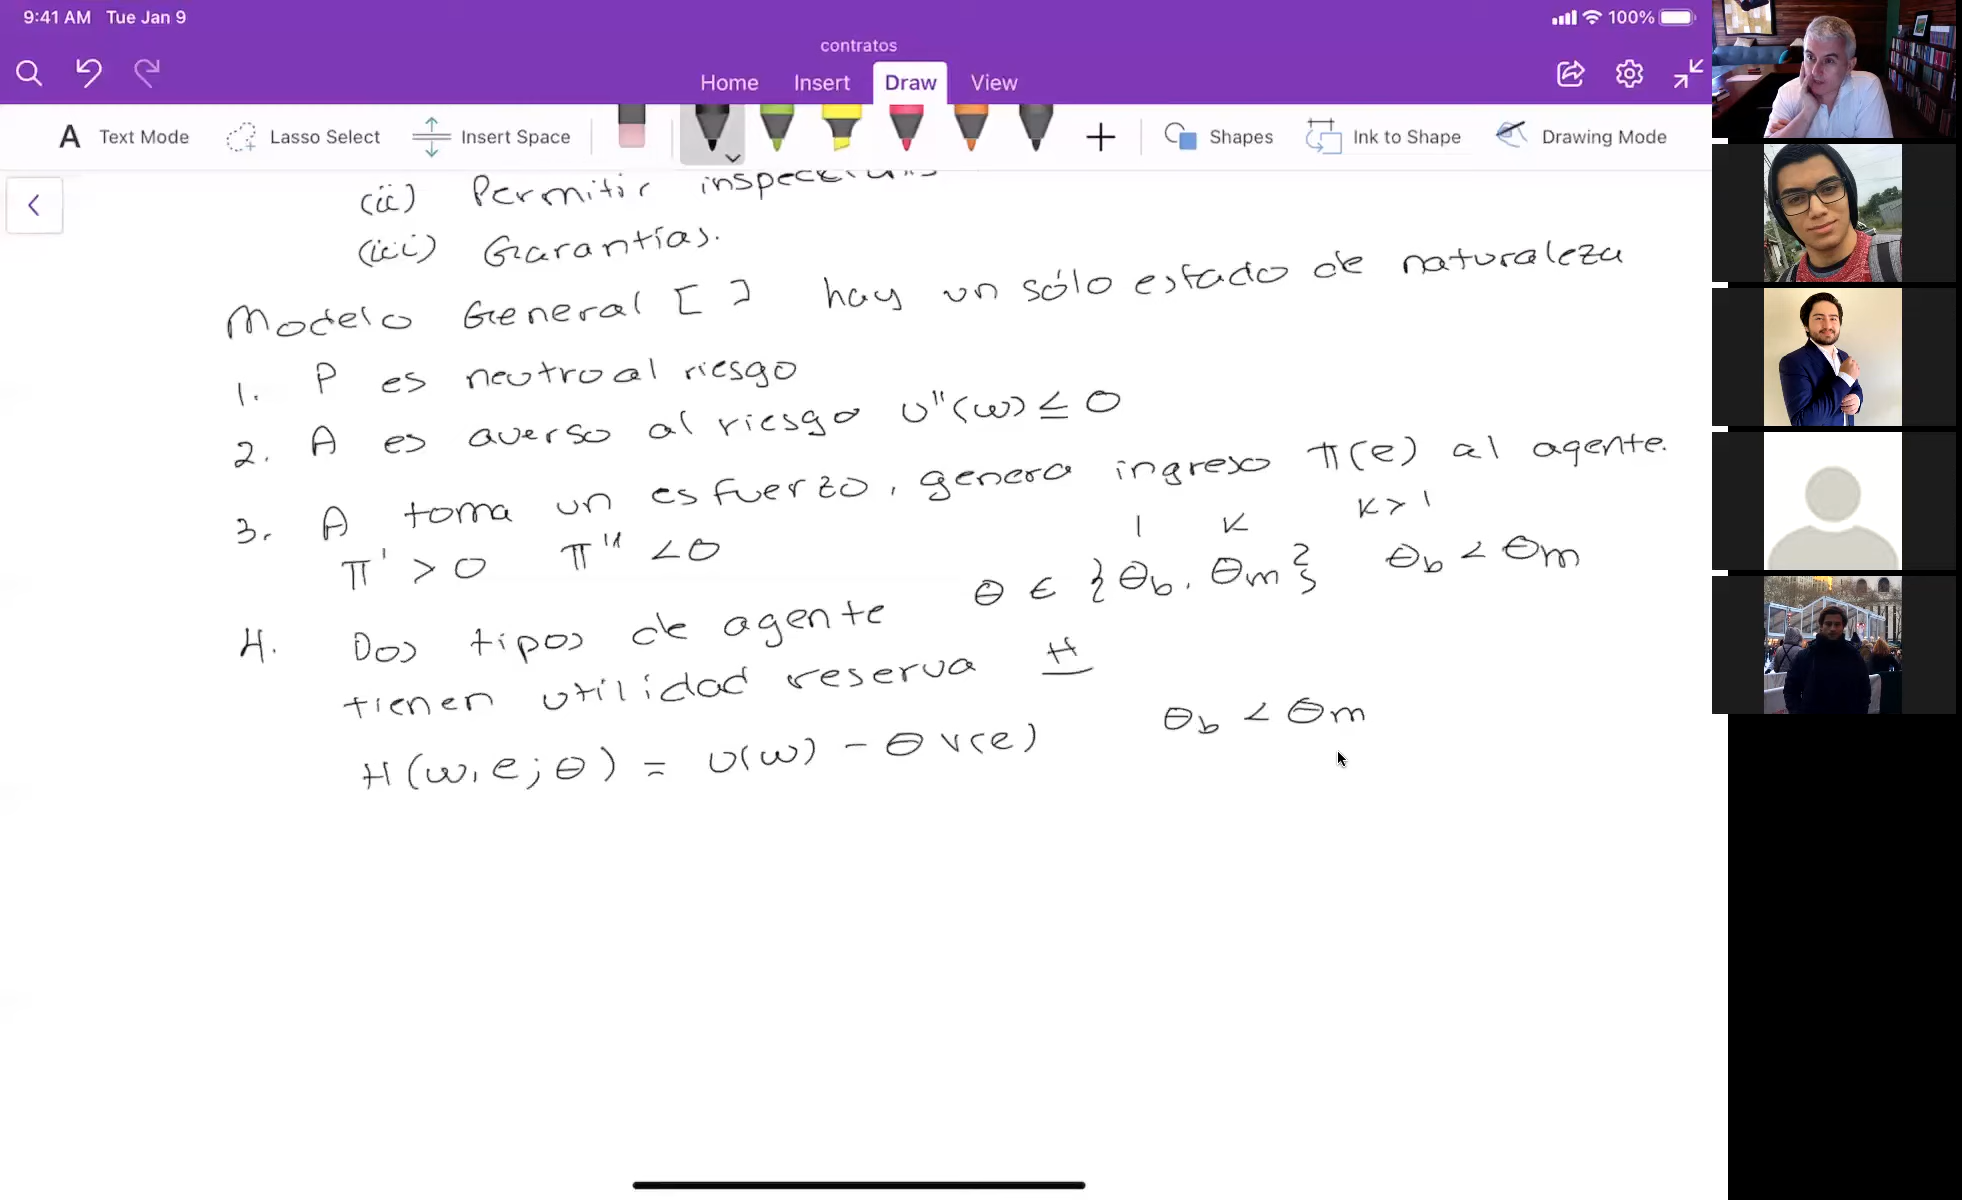 9:41 AM Tue Jan 9
100%
contratos
Home Insert Draw View
A Text Mode Lasso Select Insert Space Shapes Ink to Shape Drawing Mode
(ii) Permitir
(iii) Garantías.
Modelo General [ ] hay un sólo estado de naturaleza
1. P es neutro al riesgo
2. A es averso al riesgo u''(w) ≤ 0
3. A toma un esfuerzo, genera ingreso π(e) al agente.
π' > 0 π'' < 0
1 K K > 1
4. Dos tipos de agente θ ∈ {θb, θm} θb < θm
tienen utilidad reserva H
H(w, e; θ) = u(w) - θ v(e) θb < θm